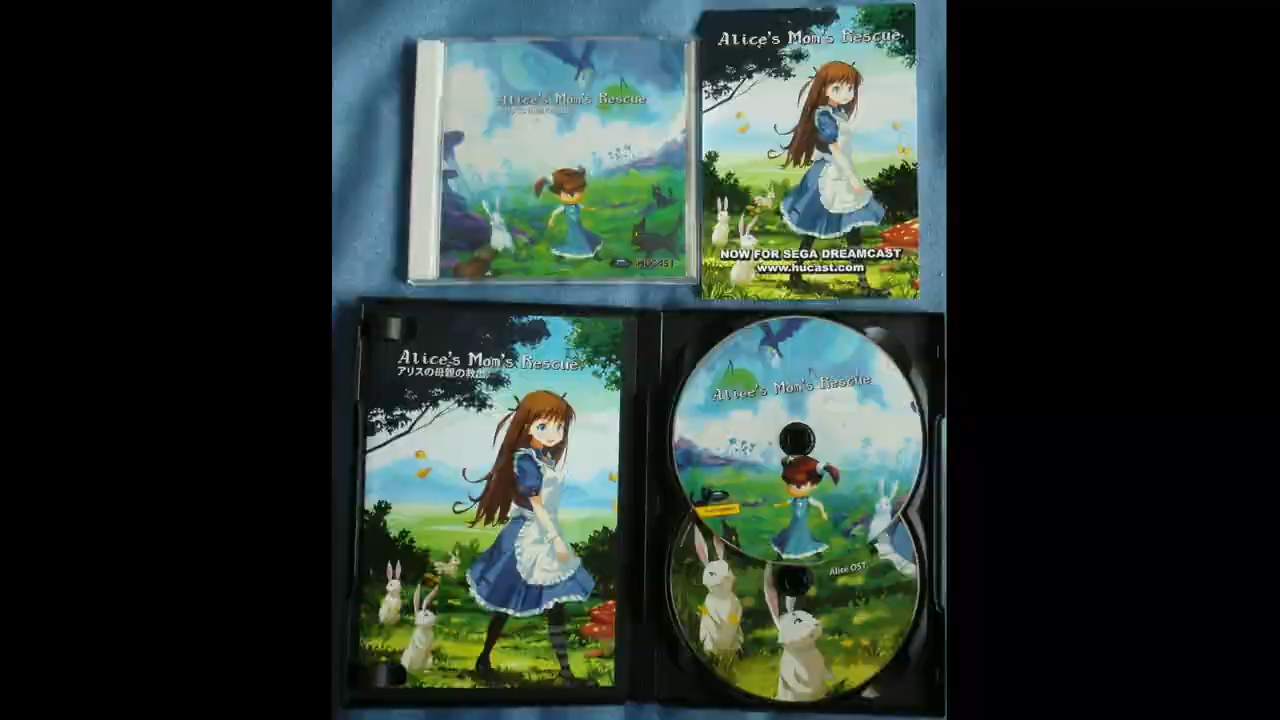 Alice's Mom's Rescue
Alice's Mom's Rescue
NOW FOR SEGA DREAMCAST
www.hucast.com
Alice's Mom's Rescue
アリスの母親の救出
Alice's Mom's Rescue
Alice OST